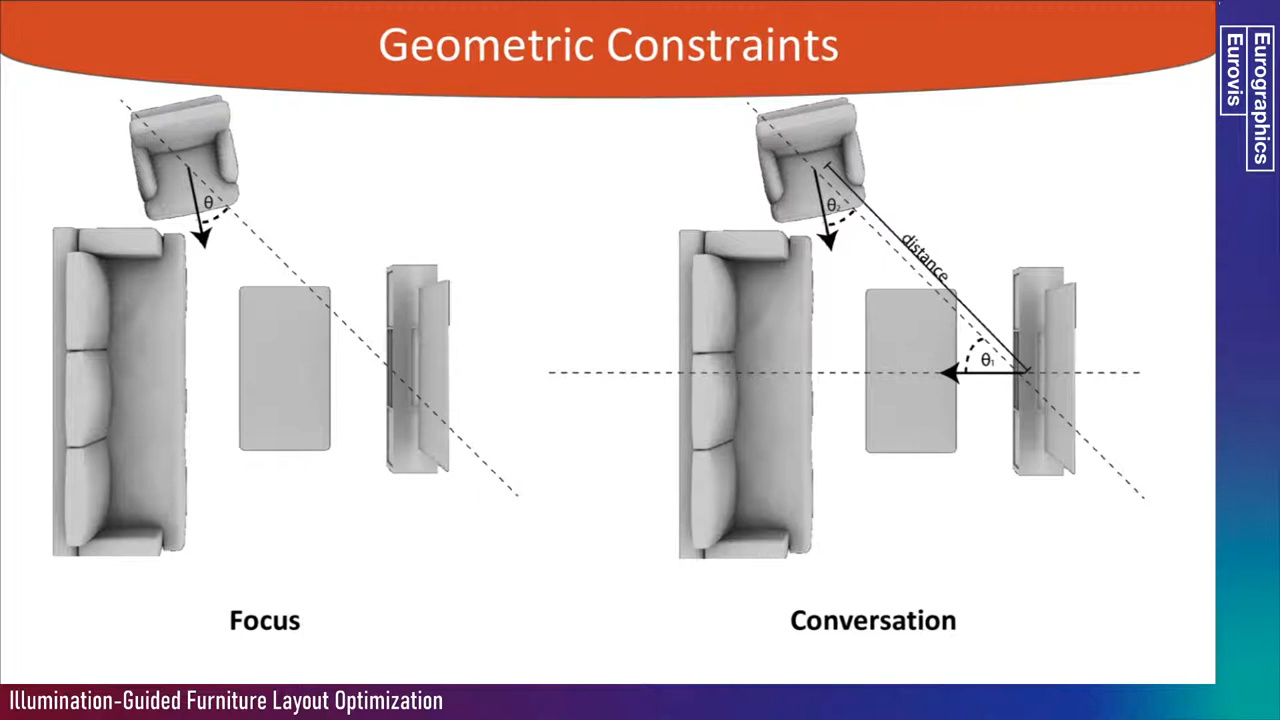 Geometric Constraints
Eurographics
Eurovis
θ
θ₂
distance
θ₁
Focus
Conversation
Illumination-Guided Furniture Layout Optimization